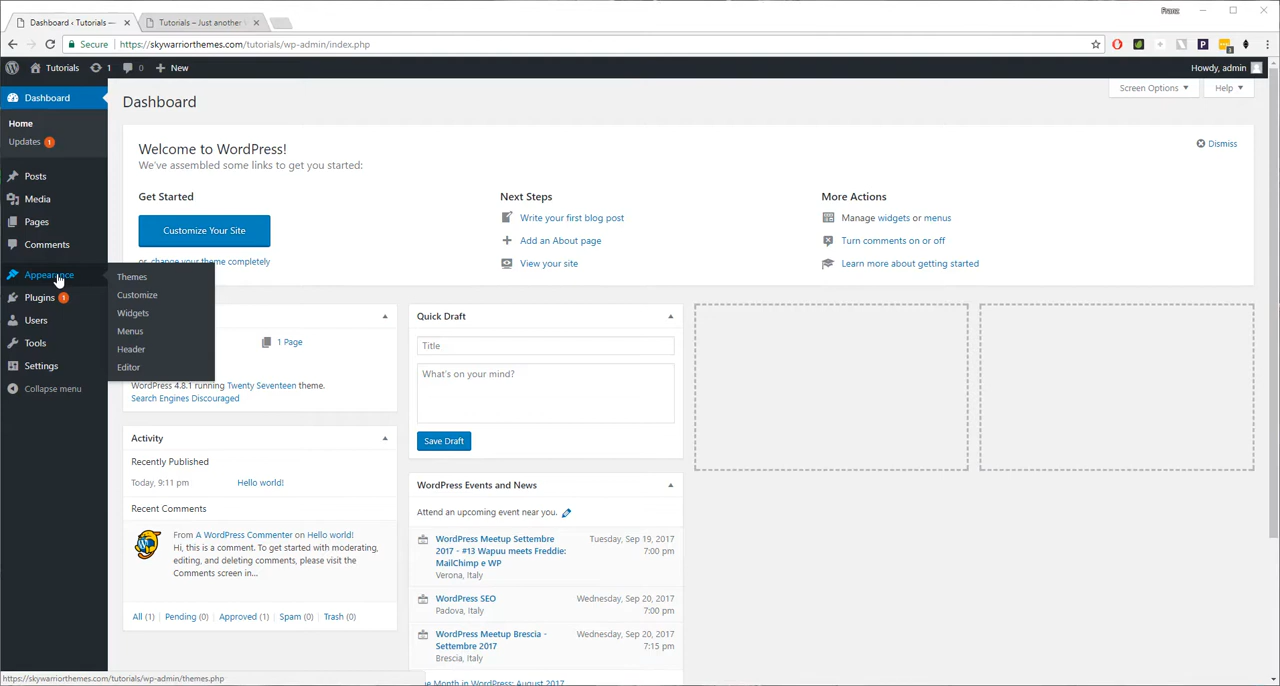 Franz
Dashboard ‹ Tutorials —
Tutorials – Just another
Secure
https://skywarriorthemes.com/tutorials/wp-admin/index.php
Tutorials
1
0
New
Howdy, admin
Dashboard
Home
Updates 1
Posts
Media
Pages
Comments
Appearance
Plugins 1
Users
Tools
Settings
Collapse menu
Themes
Customize
Widgets
Menus
Header
Editor
Dashboard
Screen Options
Help
Welcome to WordPress!
We've assembled some links to get you started:
Dismiss
Get Started
Customize Your Site
or, change your theme completely
Next Steps
Write your first blog post
Add an About page
View your site
More Actions
Manage widgets or menus
Turn comments on or off
Learn more about getting started
1 Page
WordPress 4.8.1 running Twenty Seventeen theme.
Search Engines Discouraged
Activity
Recently Published
Today, 9:11 pm
Hello world!
Recent Comments
From A WordPress Commenter on Hello world!
Hi, this is a comment. To get started with moderating,
editing, and deleting comments, please visit the
Comments screen in...
All (1)
Pending (0)
Approved (1)
Spam (0)
Trash (0)
Quick Draft
Title
What's on your mind?
Save Draft
WordPress Events and News
Attend an upcoming event near you.
WordPress Meetup Settembre
2017 - #13 Wapuu meets Freddie:
MailChimp e WP
Verona, Italy
Tuesday, Sep 19, 2017
7:00 pm
WordPress SEO
Padova, Italy
Wednesday, Sep 20, 2017
7:00 pm
WordPress Meetup Brescia -
Settembre 2017
Brescia, Italy
Wednesday, Sep 20, 2017
7:15 pm
Month in WordPress: August 2017
https://skywarriorthemes.com/tutorials/wp-admin/themes.php